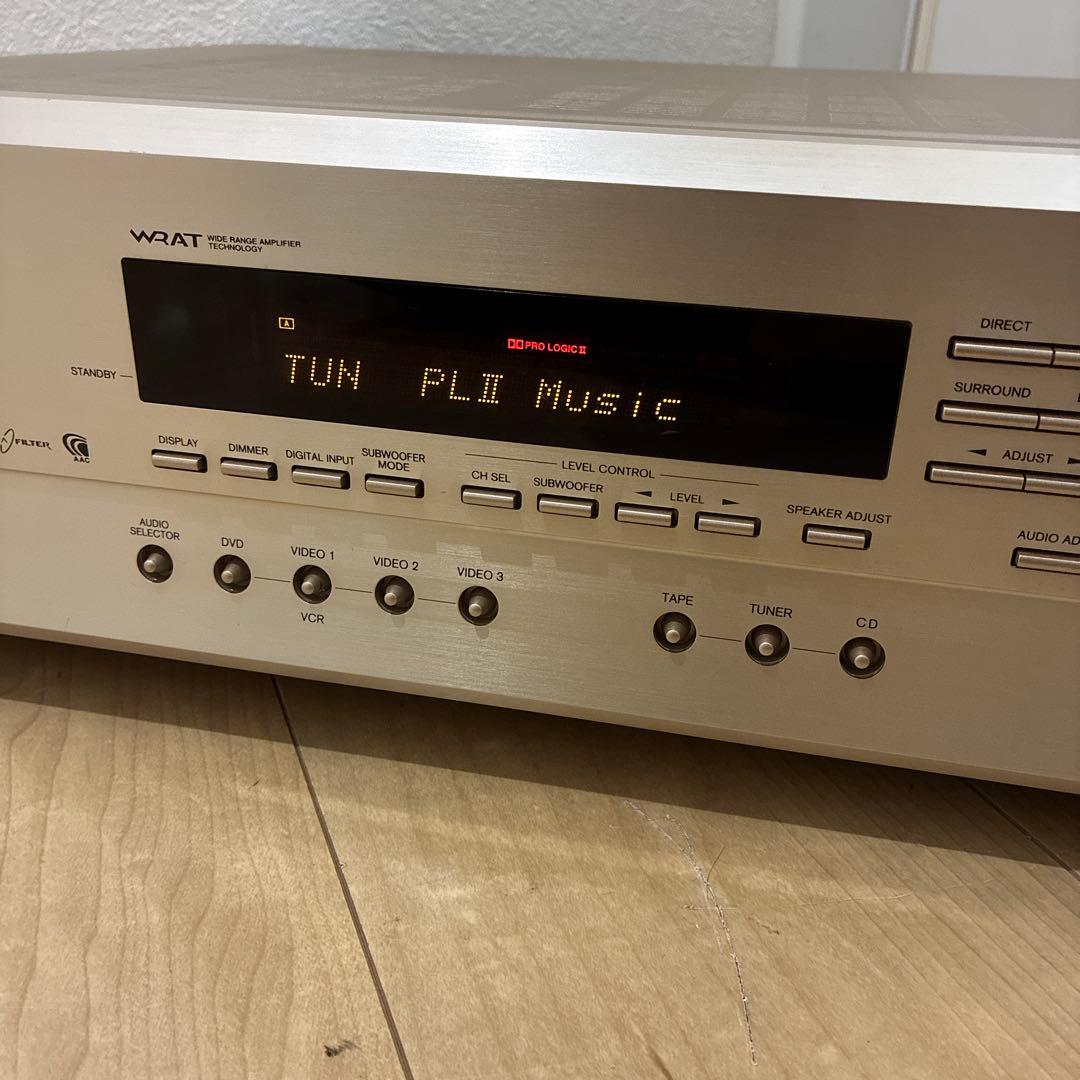 WRAT WIDE RANGE AMPLIFIER
TECHNOLOGY
A
DIRECT
PRO LOGIC II
STANDBY
TUN PLII Music
SURROUND
FILTER
AAC
DISPLAY
DIMMER
DIGITAL INPUT
SUBWOOFER
MODE
LEVEL CONTROL
CH SEL
SUBWOOFER
◄ LEVEL ►
SPEAKER ADJUST
◄ ADJUST ►
AUDIO AD
AUDIO
SELECTOR
DVD
VIDEO 1
VCR
VIDEO 2
VIDEO 3
TAPE
TUNER
CD